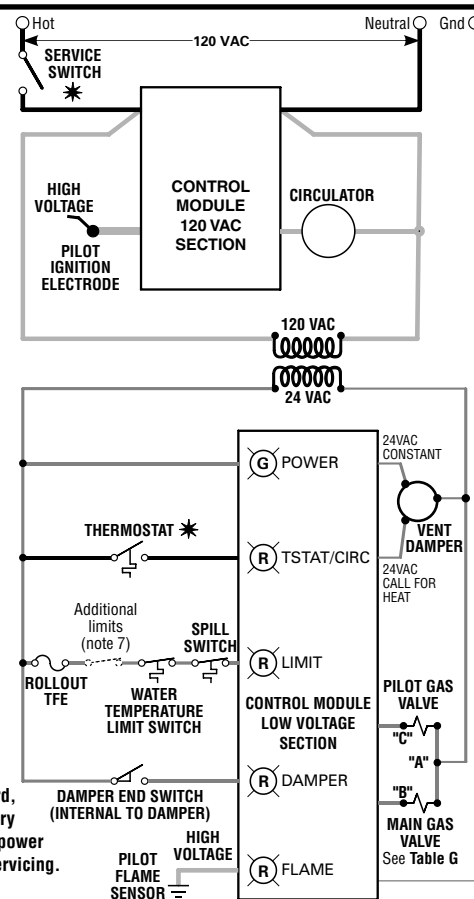 Hot
Neutral
Gnd
120 VAC
SERVICE
SWITCH
CONTROL
MODULE
120 VAC
SECTION
HIGH
VOLTAGE
PILOT
IGNITION
ELECTRODE
CIRCULATOR
120 VAC
24 VAC
G
POWER
24VAC
CONSTANT
VENT
DAMPER
THERMOSTAT
R
TSTAT/CIRC
24VAC
CALL FOR
HEAT
Additional
limits
(note 7)
SPILL
SWITCH
R
LIMIT
ROLLOUT
TFE
WATER
TEMPERATURE
LIMIT SWITCH
CONTROL MODULE
LOW VOLTAGE
SECTION
PILOT GAS
VALVE
"C"
"A"
"B"
R
DAMPER
DAMPER END SWITCH
(INTERNAL TO DAMPER)
MAIN GAS
VALVE
See Table G
power
ervicing.
HIGH
VOLTAGE
PILOT
FLAME
SENSOR
R
FLAME